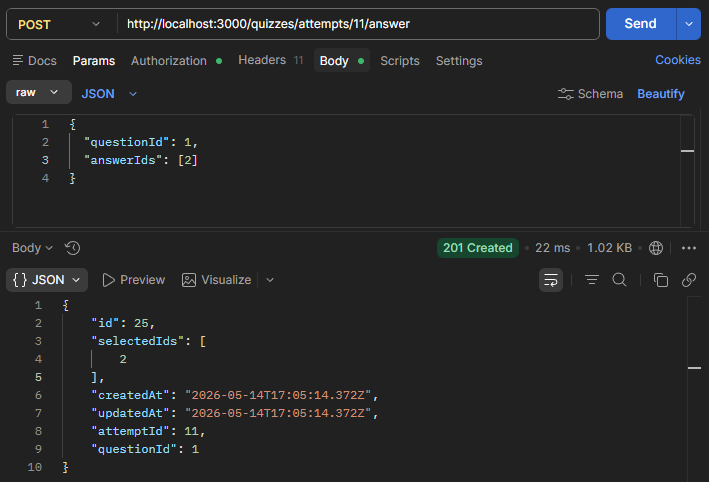 POST http://localhost:3000/quizzes/attempts/11/answer Send
Docs Params Authorization Headers 11 Body Scripts Settings Cookies
raw JSON Schema Beautify
1 {
2 "questionId": 1,
3 "answerIds": [2]
4 }
Body 201 Created 22 ms 1.02 KB
{} JSON Preview Visualize
1 {
2 "id": 25,
3 "selectedIds": [
4 2
5 ],
6 "createdAt": "2026-05-14T17:05:14.372Z",
7 "updatedAt": "2026-05-14T17:05:14.372Z",
8 "attemptId": 11,
9 "questionId": 1
10 }